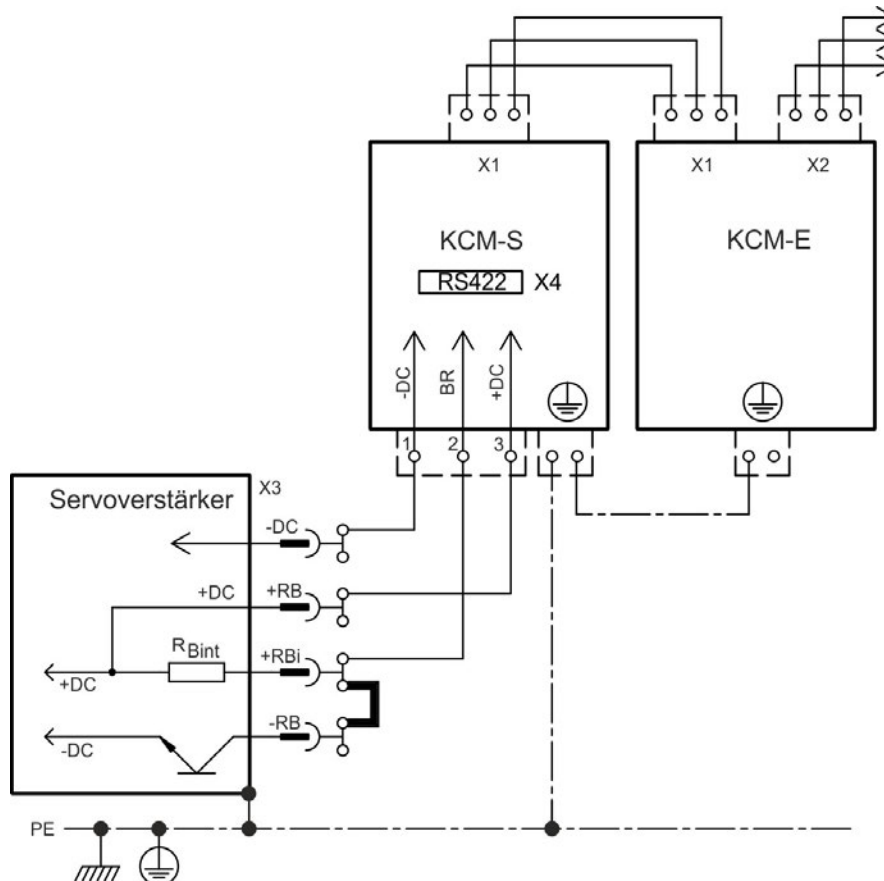 X1
X1
X2
KCM-S
KCM-E
RS422
X4
-DC
BR
+DC
1
2
3
Servoverstärker
X3
-DC
+DC
+RB
RBint
+RBi
+DC
-RB
-DC
PE